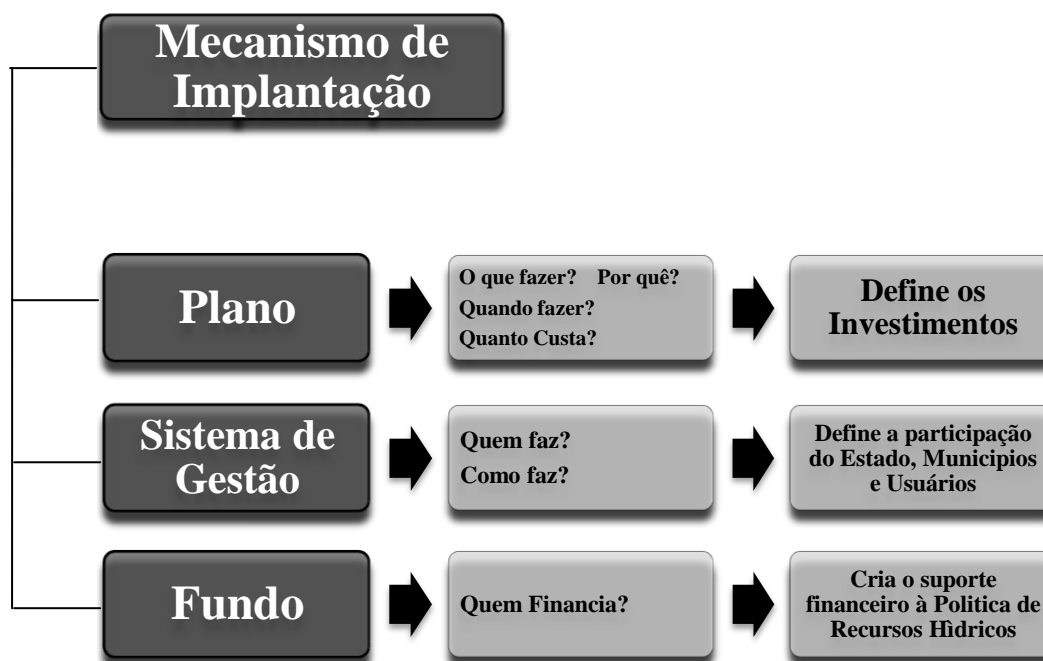 Mecanismo de
Implantação
Plano
O que fazer? Por quê?
Quando fazer?
Quanto Custa?
Define os
Investimentos
Sistema de
Gestão
Quem faz?
Como faz?
Define a participação
do Estado, Municipios
e Usuários
Fundo
Quem Financia?
Cria o suporte
financeiro à Politica de
Recursos Hìdricos